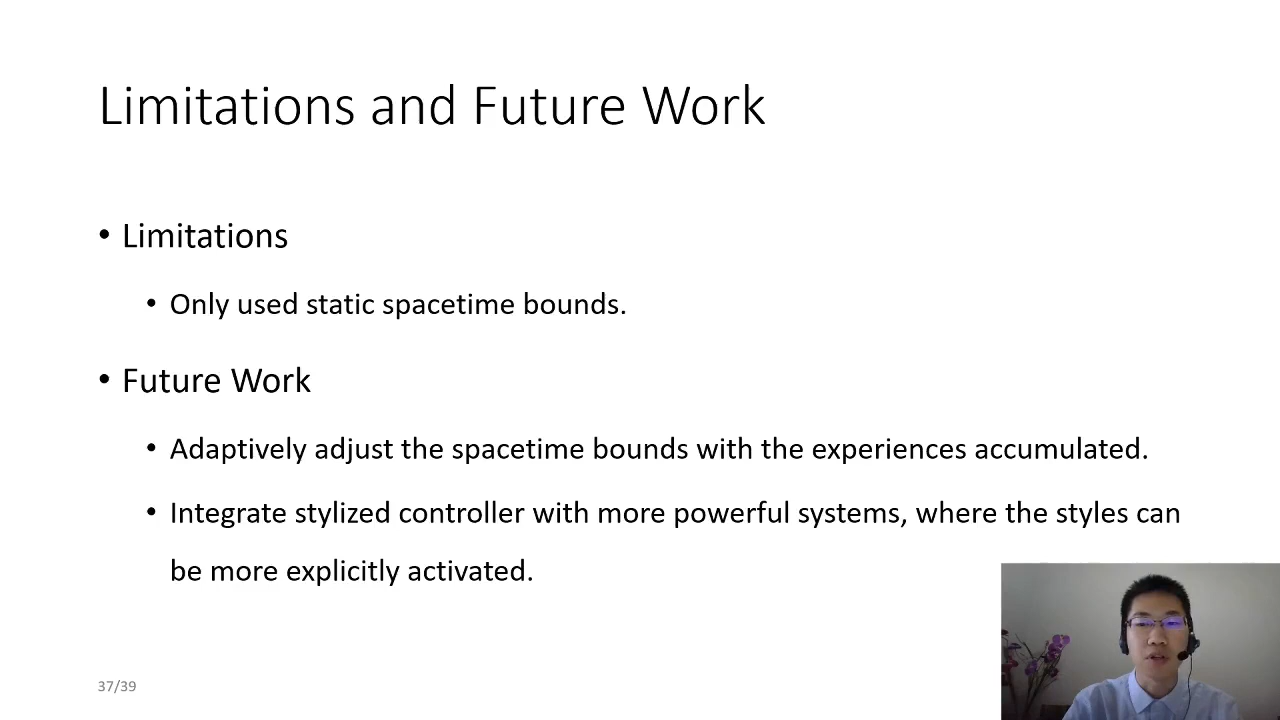 Limitations and Future Work
• Limitations
• Only used static spacetime bounds.
• Future Work
• Adaptively adjust the spacetime bounds with the experiences accumulated.
• Integrate stylized controller with more powerful systems, where the styles can
be more explicitly activated.
37/39